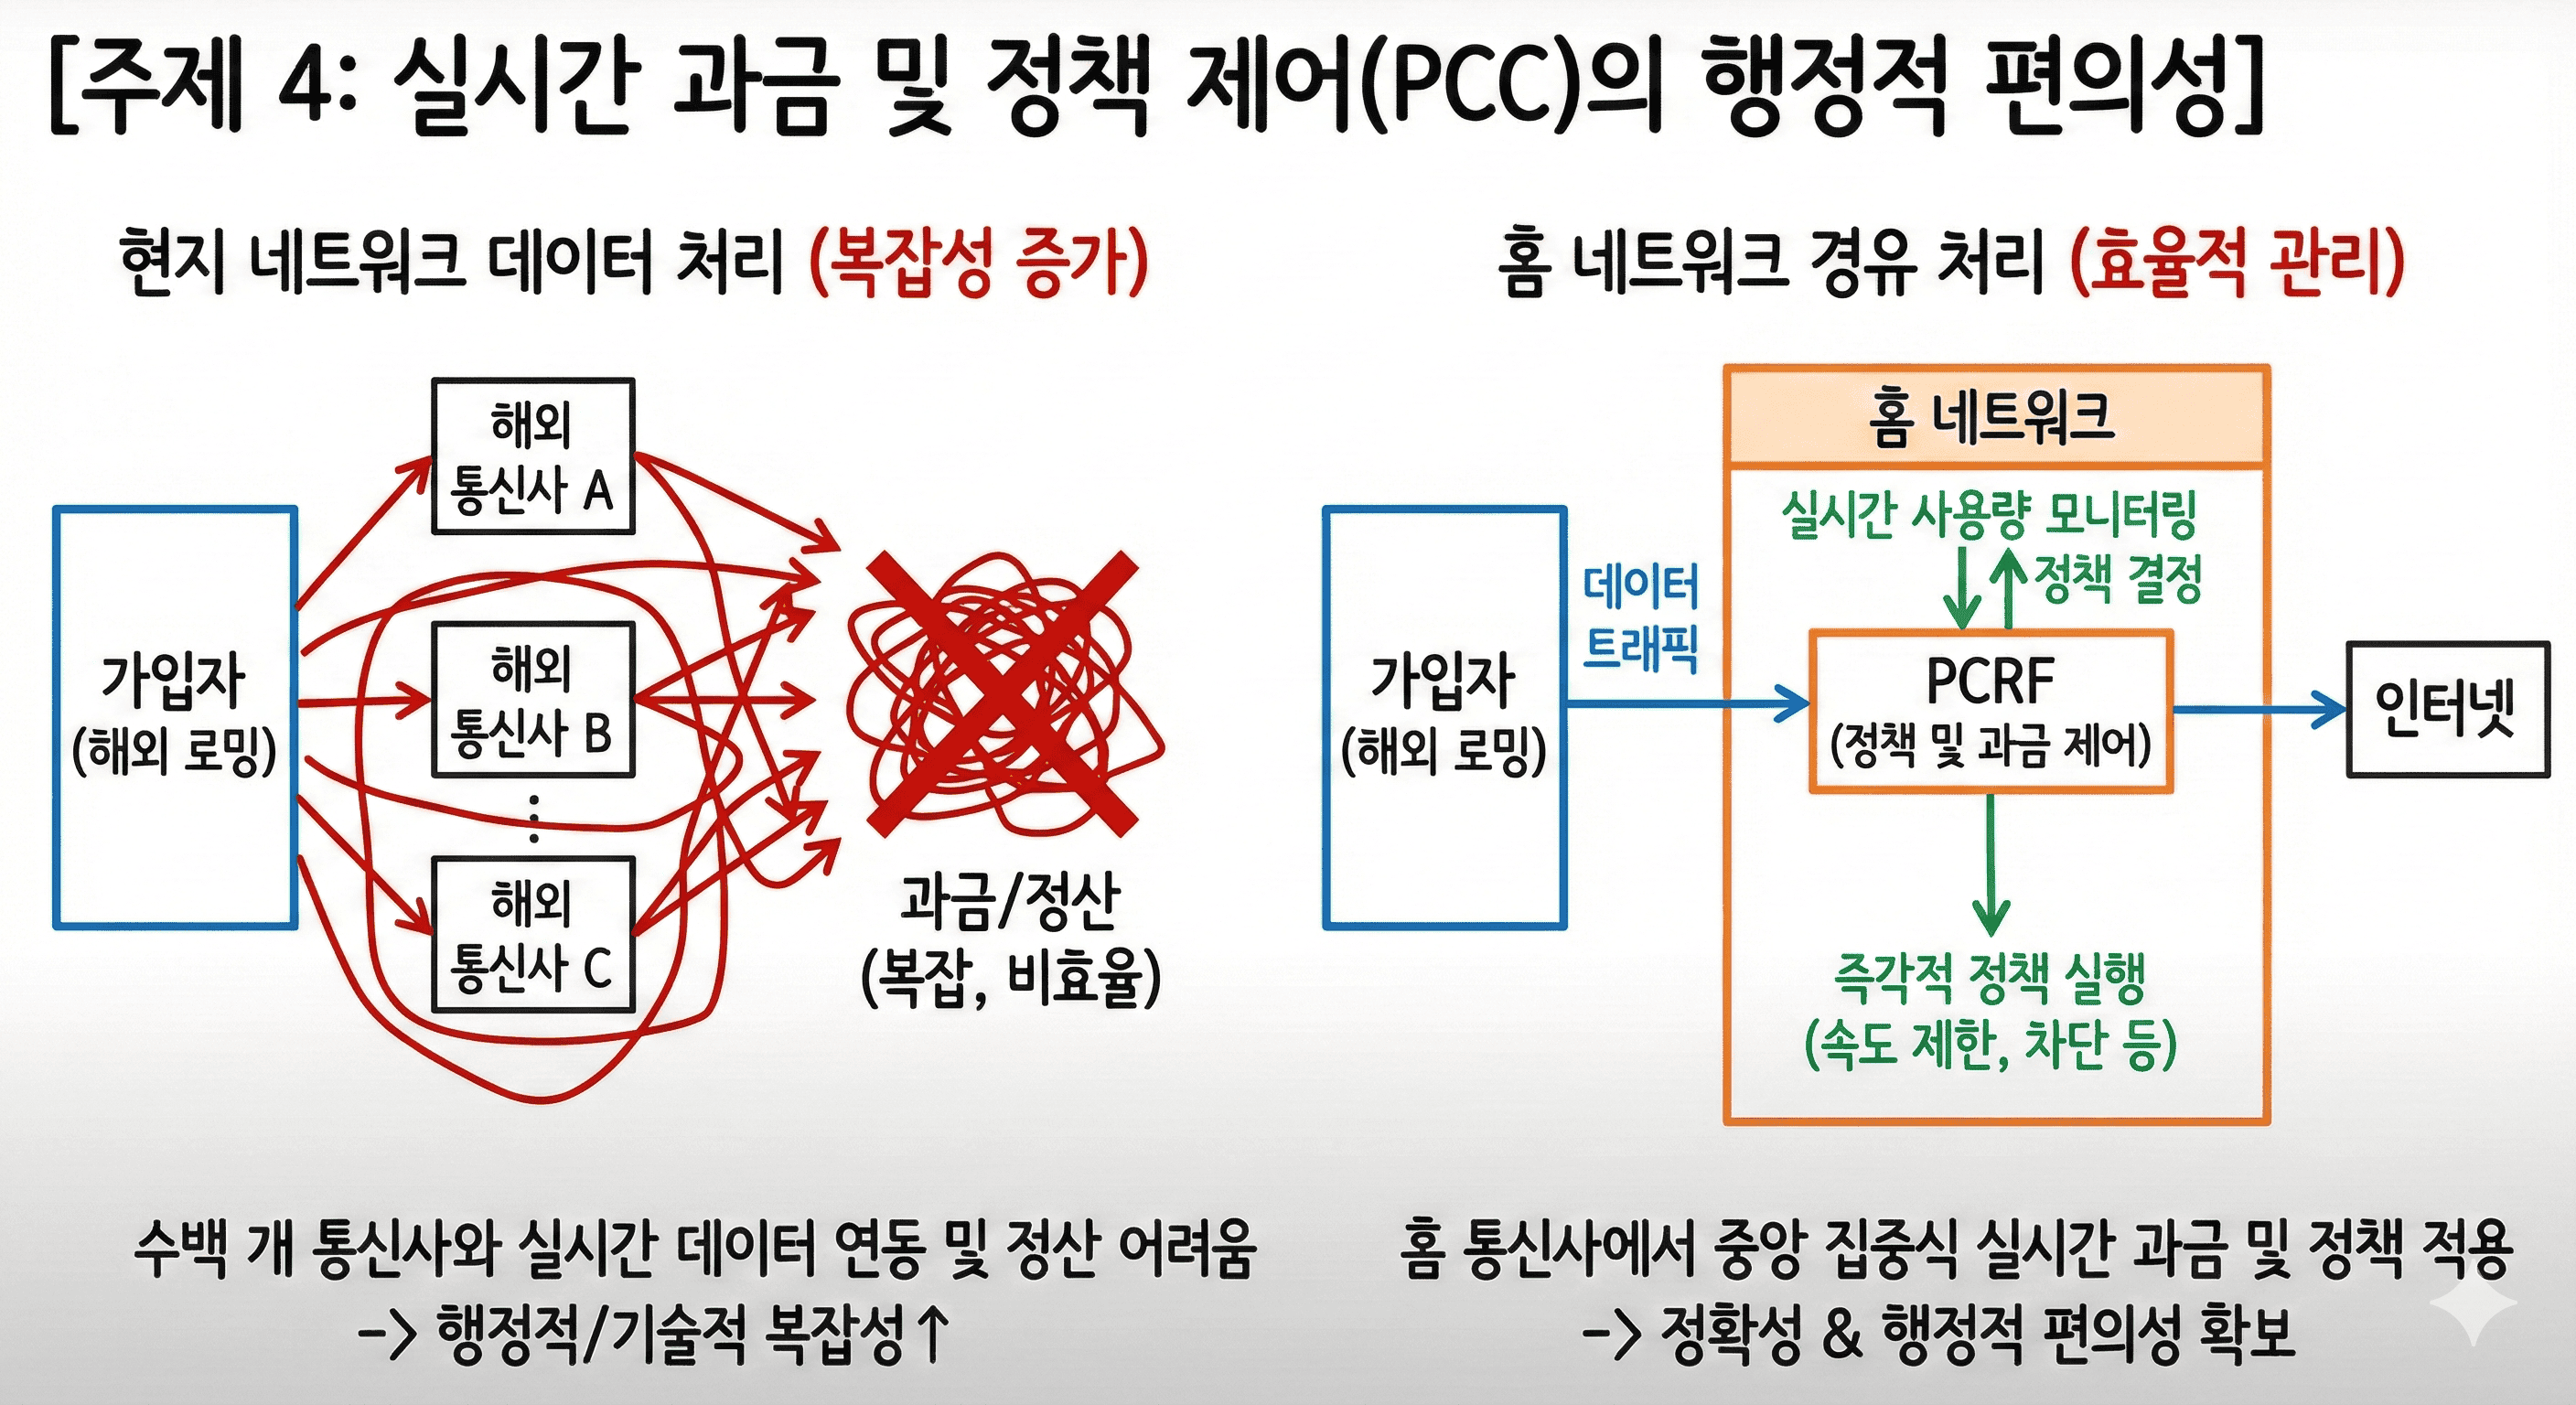 [주제 4: 실시간 과금 및 정책 제어(PCC)의 행정적 편의성]
현지 네트워크 데이터 처리 (복잡성 증가)
가입자
(해외 로밍)
해외
통신사 A
해외
통신사 B
⋮
해외
통신사 C
과금/정산
(복잡, 비효율)
수백 개 통신사와 실시간 데이터 연동 및 정산 어려움
-> 행정적/기술적 복잡성↑
홈 네트워크 경유 처리 (효율적 관리)
가입자
(해외 로밍)
데이터
트래픽
홈 네트워크
실시간 사용량 모니터링
정책 결정
PCRF
(정책 및 과금 제어)
즉각적 정책 실행
(속도 제한, 차단 등)
인터넷
홈 통신사에서 중앙 집중식 실시간 과금 및 정책 적용
-> 정확성 & 행정적 편의성 확보